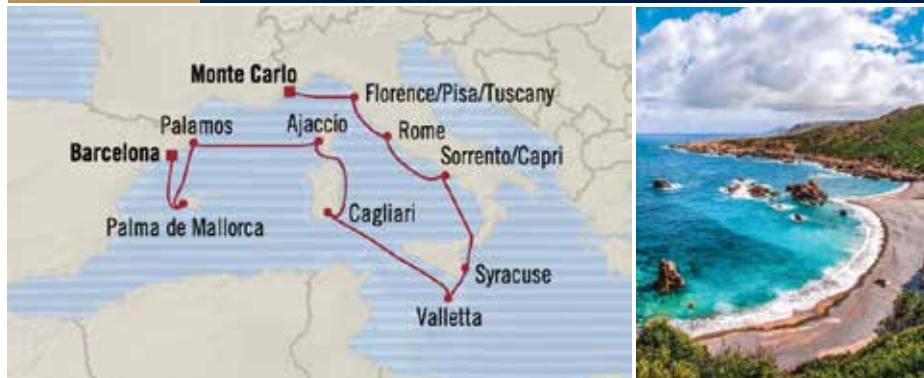 Monte Carlo
Florence/Pisa/Tuscany
Palamos
Ajaccio
Rome
Barcelona
Sorrento/Capri
Palma de Mallorca
Cagliari
Syracuse
Valletta